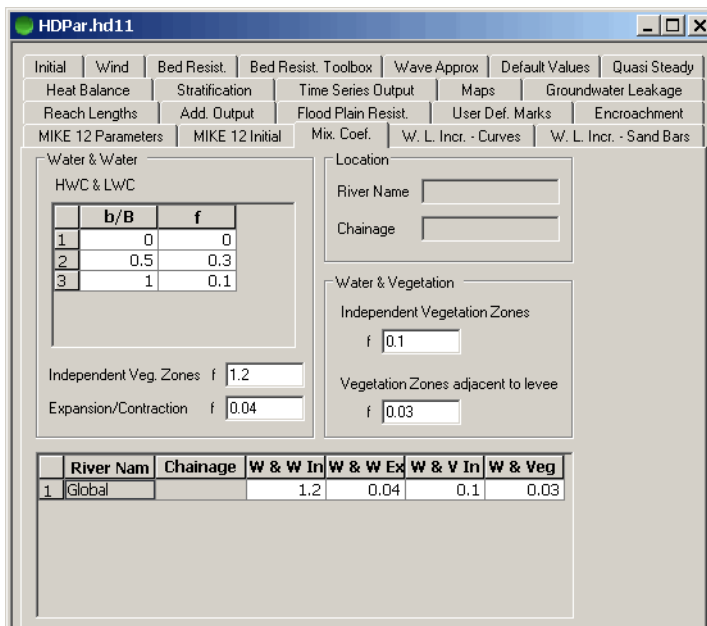 HDPar.hd11
Initial Wind Bed Resist. Bed Resist. Toolbox Wave Approx Default Values Quasi Steady
Heat Balance Stratification Time Series Output Maps Groundwater Leakage
Reach Lengths Add. Output Flood Plain Resist. User Def. Marks Encroachment
MIKE 12 Parameters MIKE 12 Initial Mix. Coef. W. L. Incr. - Curves W. L. Incr. - Sand Bars
Water & Water
HWC & LWC
b/B f
1 0 0
2 0.5 0.3
3 1 0.1
Independent Veg. Zones f 1.2
Expansion/Contraction f 0.04
Location
River Name
Chainage
Water & Vegetation
Independent Vegetation Zones
f 0.1
Vegetation Zones adjacent to levee
f 0.03
River Nam Chainage W & W In W & W Ex W & V In W & Veg
1 Global 1.2 0.04 0.1 0.03